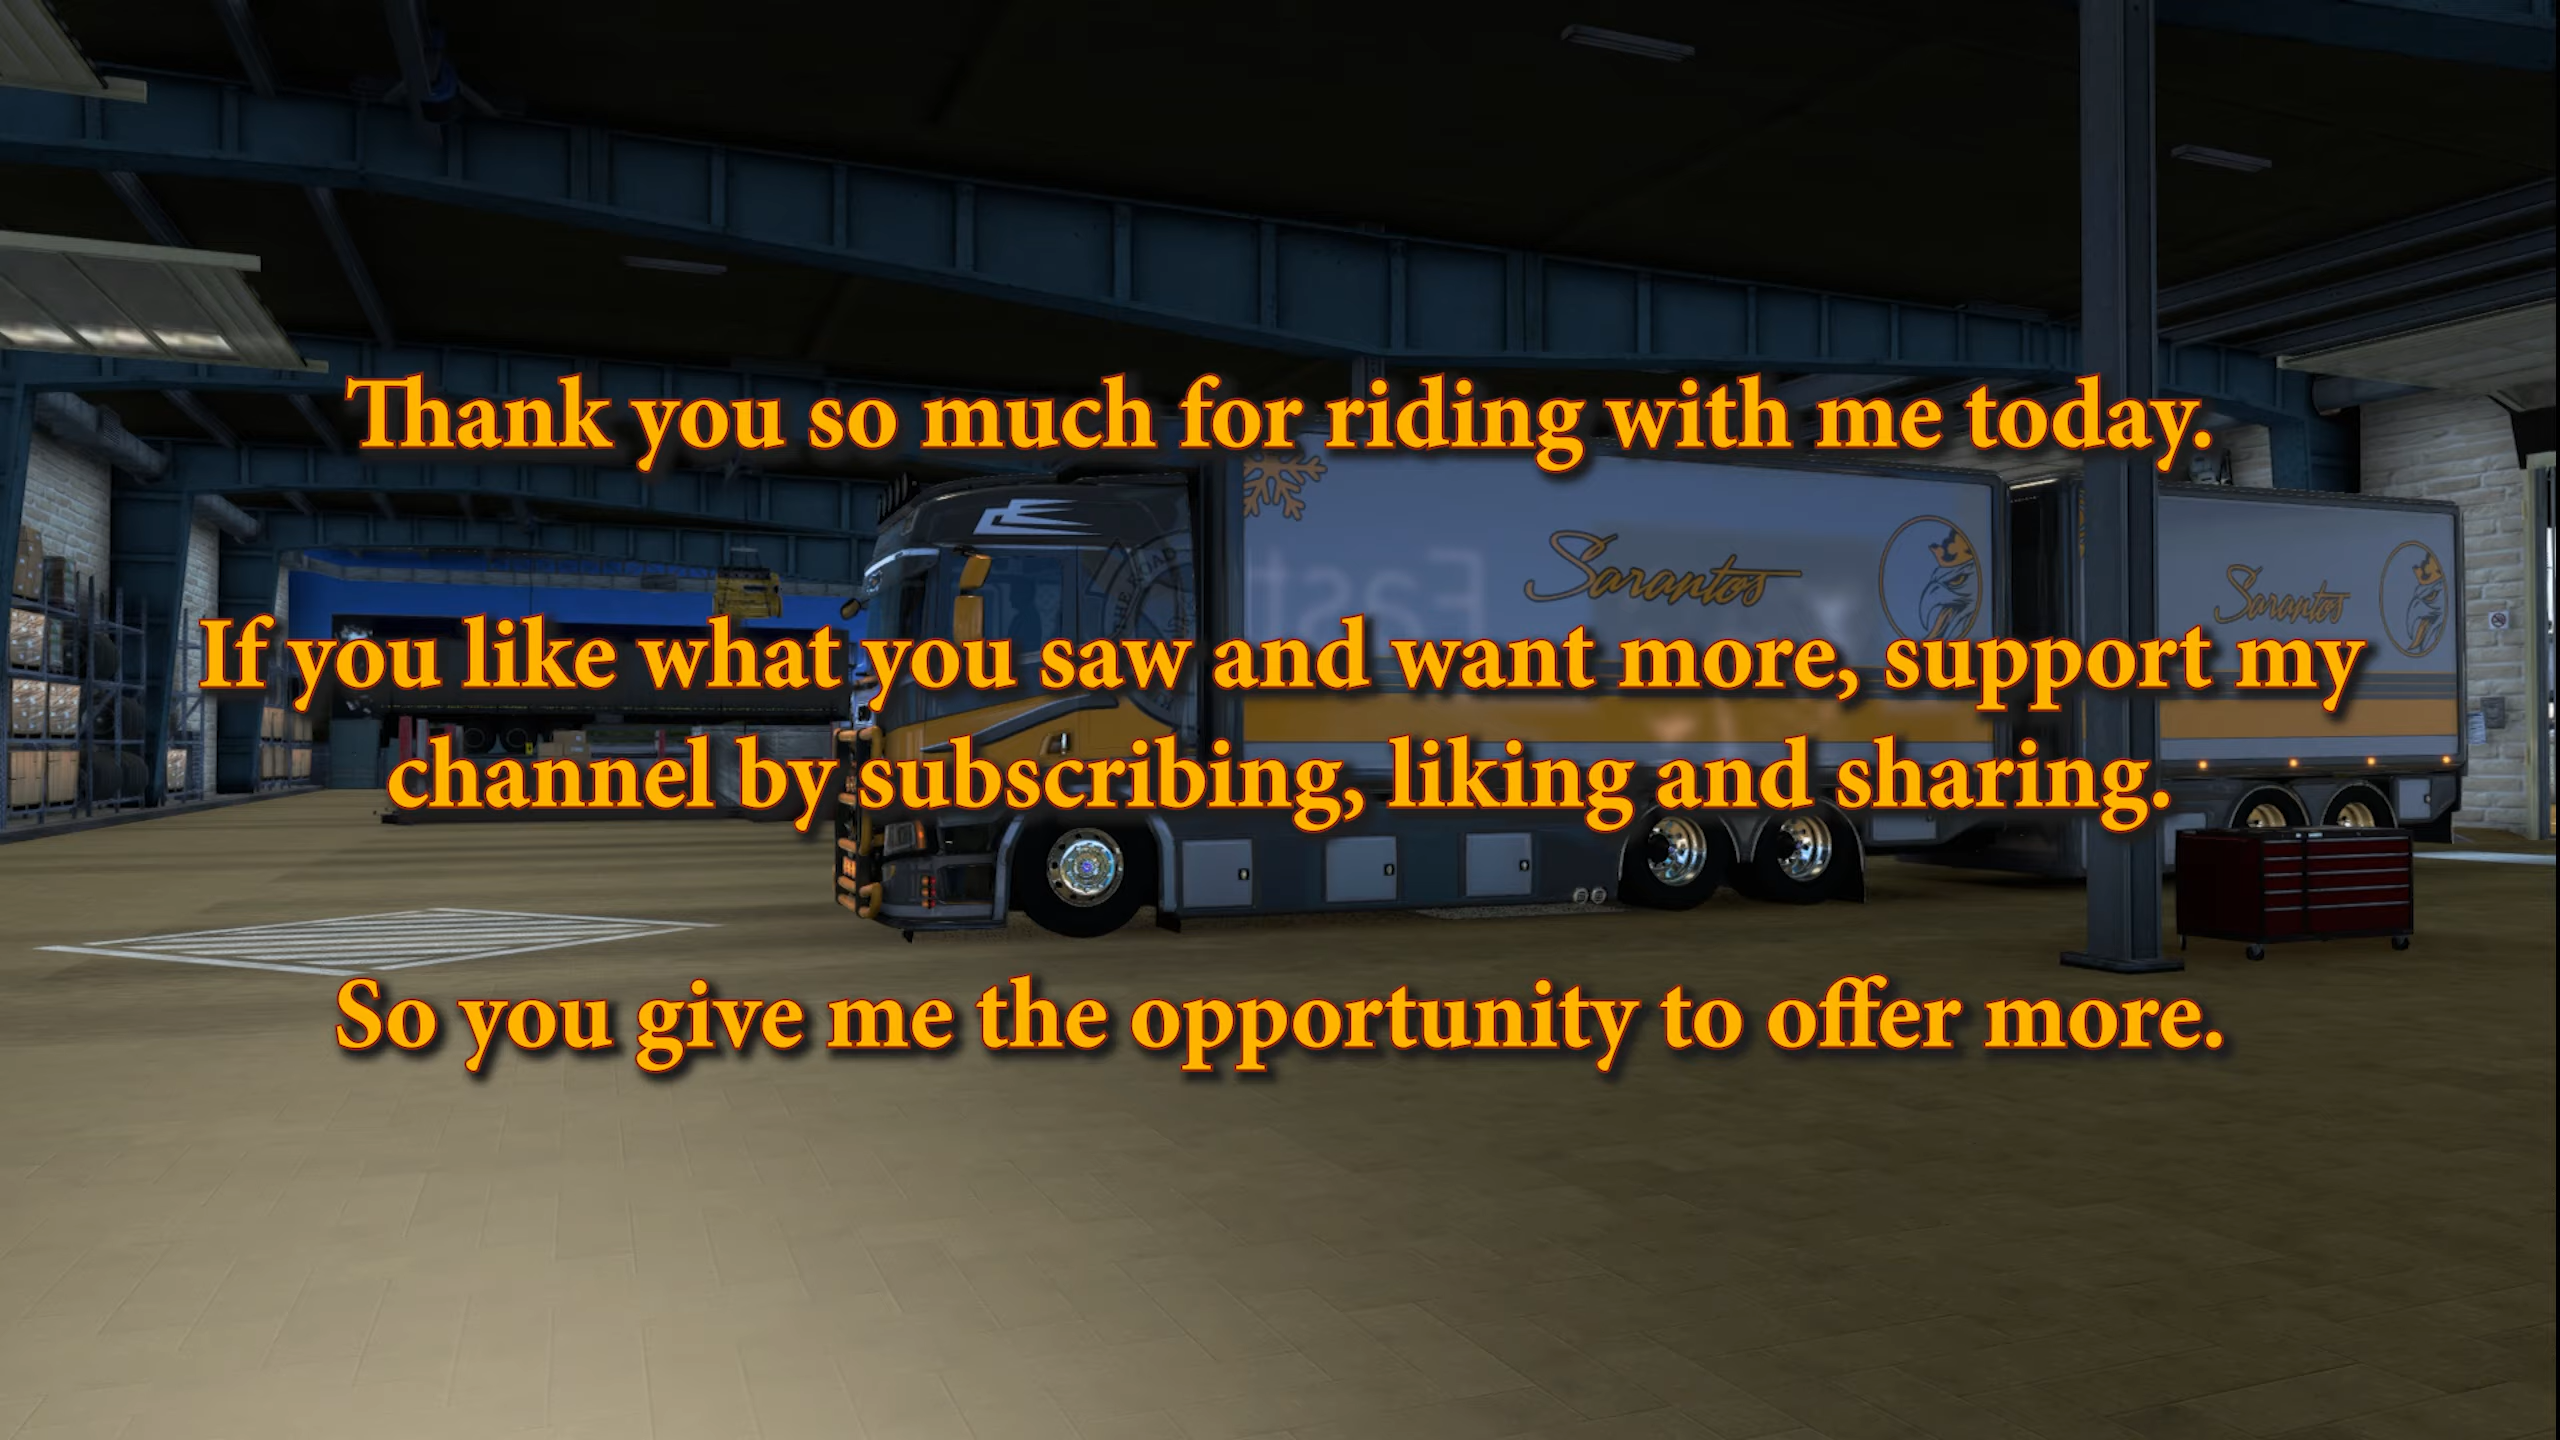 Thank you so much for riding with me today.
Sarantos
Sarantos
If you like what you saw and want more, support my
channel by subscribing, liking and sharing.
So you give me the opportunity to offer more.